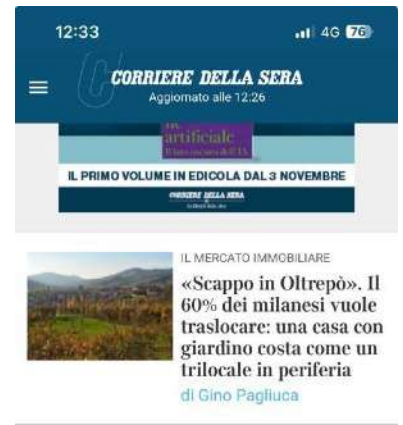 12:33
4G 76
CORRIERE DELLA SERA
Aggiornato alle 12:26
artificiale
IL PRIMO VOLUME IN EDICOLA DAL 3 NOVEMBRE
CORRIERE DELLA SERA
IL MERCATO IMMOBILIARE
«Scappo in Oltrepò». Il
60% dei milanesi vuole
traslocare: una casa con
giardino costa come un
trilocale in periferia
di Gino Pagliuca